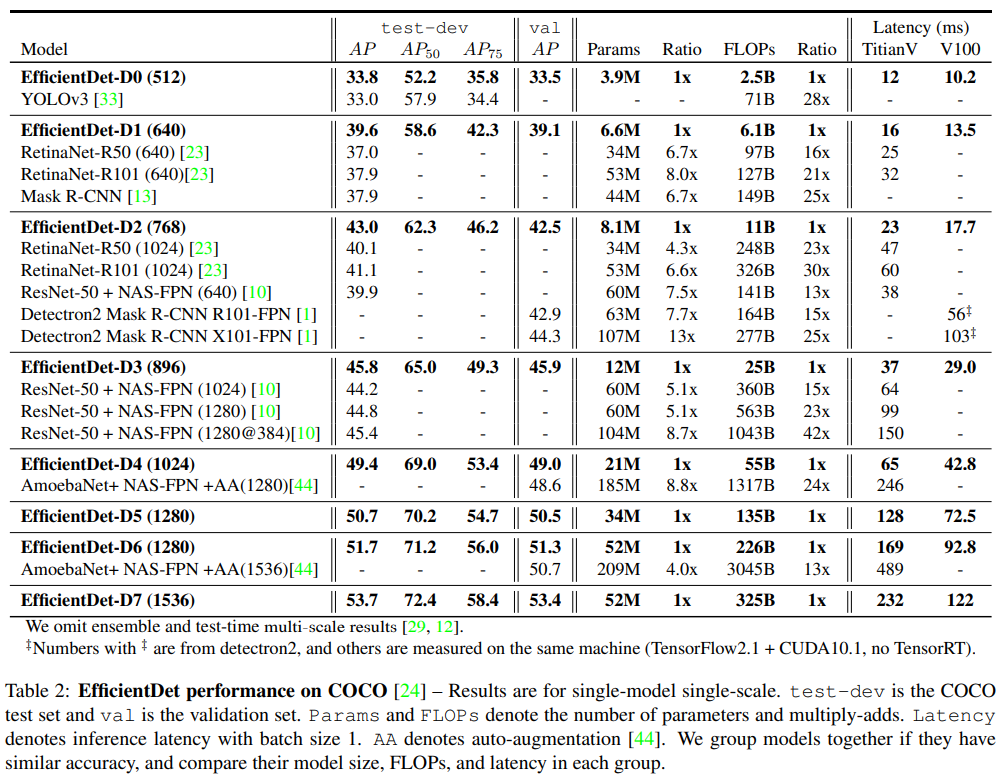 test-dev val Latency (ms)
Model AP AP50 AP75 AP Params Ratio FLOPs Ratio TitianV V100
EfficientDet-D0 (512) 33.8 52.2 35.8 33.5 3.9M 1x 2.5B 1x 12 10.2
YOLOv3 [33] 33.0 57.9 34.4 - - - 71B 28x - -
EfficientDet-D1 (640) 39.6 58.6 42.3 39.1 6.6M 1x 6.1B 1x 16 13.5
RetinaNet-R50 (640) [23] 37.0 - - - 34M 6.7x 97B 16x 25 -
RetinaNet-R101 (640)[23] 37.9 - - - 53M 8.0x 127B 21x 32 -
Mask R-CNN [13] 37.9 - - - 44M 6.7x 149B 25x - -
EfficientDet-D2 (768) 43.0 62.3 46.2 42.5 8.1M 1x 11B 1x 23 17.7
RetinaNet-R50 (1024) [23] 40.1 - - - 34M 4.3x 248B 23x 47 -
RetinaNet-R101 (1024) [23] 41.1 - - - 53M 6.6x 326B 30x 60 -
ResNet-50 + NAS-FPN (640) [10] 39.9 - - - 60M 7.5x 141B 13x 38 -
Detectron2 Mask R-CNN R101-FPN [1] - - - 42.9 63M 7.7x 164B 15x - 56‡
Detectron2 Mask R-CNN X101-FPN [1] - - - 44.3 107M 13x 277B 25x - 103‡
EfficientDet-D3 (896) 45.8 65.0 49.3 45.9 12M 1x 25B 1x 37 29.0
ResNet-50 + NAS-FPN (1024) [10] 44.2 - - - 60M 5.1x 360B 15x 64 -
ResNet-50 + NAS-FPN (1280) [10] 44.8 - - - 60M 5.1x 563B 23x 99 -
ResNet-50 + NAS-FPN (1280@384)[10] 45.4 - - - 104M 8.7x 1043B 42x 150 -
EfficientDet-D4 (1024) 49.4 69.0 53.4 49.0 21M 1x 55B 1x 65 42.8
AmoebaNet+ NAS-FPN +AA(1280)[44] - - - 48.6 185M 8.8x 1317B 24x 246 -
EfficientDet-D5 (1280) 50.7 70.2 54.7 50.5 34M 1x 135B 1x 128 72.5
EfficientDet-D6 (1280) 51.7 71.2 56.0 51.3 52M 1x 226B 1x 169 92.8
AmoebaNet+ NAS-FPN +AA(1536)[44] - - - 50.7 209M 4.0x 3045B 13x 489 -
EfficientDet-D7 (1536) 53.7 72.4 58.4 53.4 52M 1x 325B 1x 232 122
We omit ensemble and test-time multi-scale results [29, 12].
‡Numbers with ‡ are from detectron2, and others are measured on the same machine (TensorFlow2.1 + CUDA10.1, no TensorRT).
Table 2: EfficientDet performance on COCO [24] – Results are for single-model single-scale. test-dev is the COCO
test set and val is the validation set. Params and FLOPs denote the number of parameters and multiply-adds. Latency
denotes inference latency with batch size 1. AA denotes auto-augmentation [44]. We group models together if they have
similar accuracy, and compare their model size, FLOPs, and latency in each group.